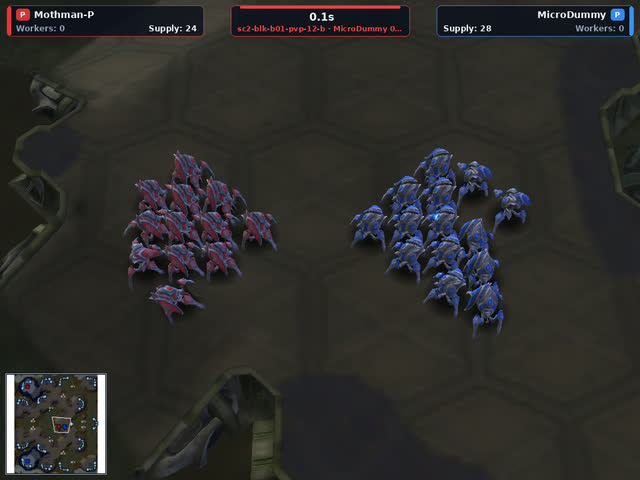 P Mothman-P
Workers: 0 Supply: 24
0.1s
sc2-blk-b01-pvp-12-b · MicroDummy 0...
MicroDummy P
Supply: 28 Workers: 0